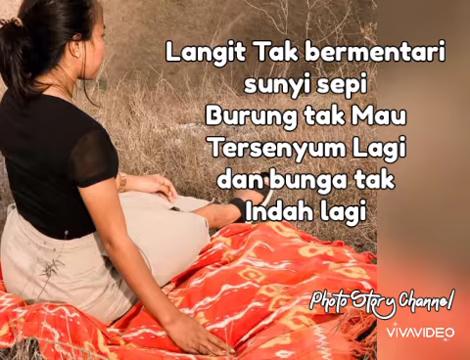 Langit Tak bermentari
sunyi sepi
Burung tak Mau
Tersenyum Lagi
dan bunga tak
Indah lagi
Photo Story Channel
VIVAVIDEO